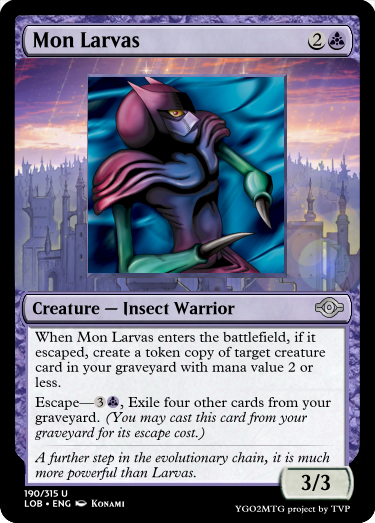 Mon Larvas 2
Creature — Insect Warrior
When Mon Larvas enters the battlefield, if it
escaped, create a token copy of target creature
card in your graveyard with mana value 2 or
less.
Escape—3, Exile four other cards from your
graveyard. (You may cast this card from your
graveyard for its escape cost.)
A further step in the evolutionary chain, it is much
more powerful than Larvas.
3/3
190/315 U
LOB • ENG Konami
YGO2MTG project by TVP